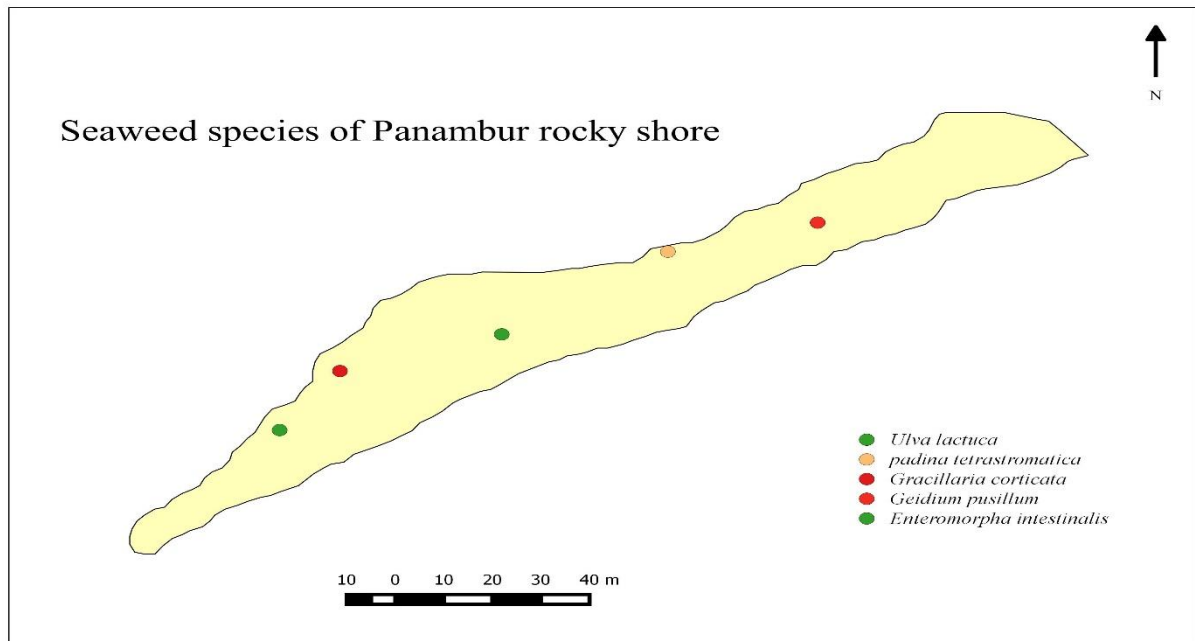 N
Seaweed species of Panambur rocky shore
Ulva lactuca
padina tetrastromatica
Gracillaria corticata
Geidium pusillum
Enteromorpha intestinalis
10 0 10 20 30 40 m